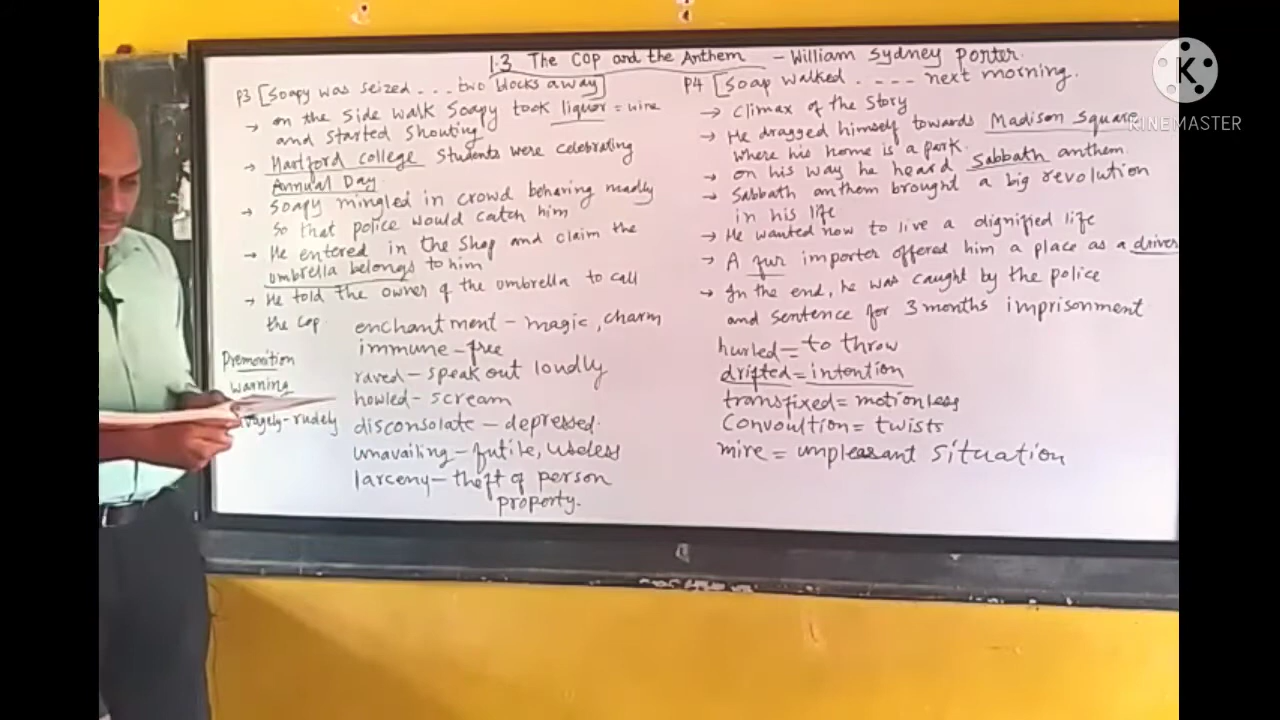 1.3 The Cop and the Anthem - William Sydney Porter.
P3 [Soapy was seized ... two blocks away]
→ on the side walk Soapy took liquor = wine
and started Shouting
→ Hartford college Students were celebrating
Annual Day
→ Soapy mingled in crowd behaving madly
so that police would catch him
→ He entered in the shop and claim the
umbrella belongs to him
→ He told the owner of the umbrella to call
the cop.
enchantment - magic, charm
immune - free
raved - speak out loudly
howled - scream
disconsolate - depressed.
unavailing - futile, useless
larceny - theft of person
property.
Premonition
warning
- rudely
P4 [Soap walked .... next morning.
→ Climax of the Story
→ He dragged himself towards Madison Square
where his home is a park.
→ on his way he heard Sabbath anthem.
→ Sabbath anthem brought a big revolution
in his life
→ He wanted now to live a dignified life
→ A fur importer offered him a place as a driver
→ In the end, he was caught by the police
and sentence for 3 months imprisonment
hurled = to throw
drifted = intention
transfixed = motionless
Convoultion = twists
mire = unpleasant situation
K
KINEMASTER